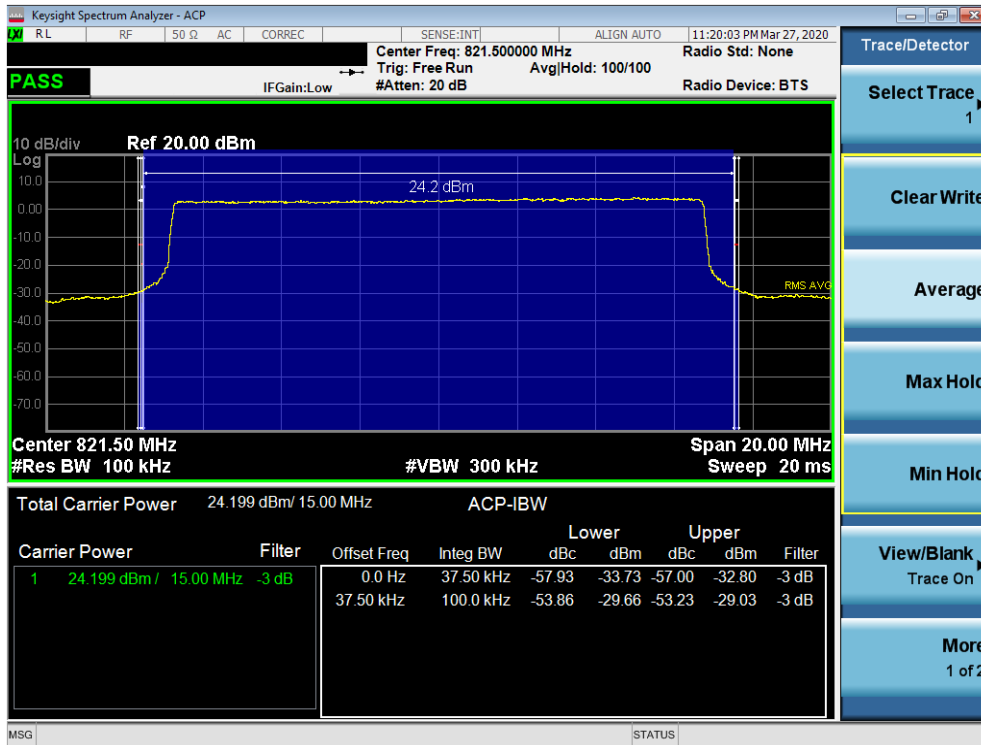 Keysight Spectrum Analyzer - ACP
LXI RL RF 50 Ω AC CORREC SENSE:INT ALIGN AUTO 11:20:03 PM Mar 27, 2020
Center Freq: 821.500000 MHz Radio Std: None
Trig: Free Run Avg|Hold: 100/100
PASS IFGain:Low #Atten: 20 dB Radio Device: BTS
10 dB/div Ref 20.00 dBm
Log
10.0
24.2 dBm
0.00
-10.0
-20.0
-30.0
RMS AVG
-40.0
-50.0
-60.0
-70.0
Center 821.50 MHz Span 20.00 MHz
#Res BW 100 kHz #VBW 300 kHz Sweep 20 ms
Total Carrier Power 24.199 dBm/ 15.00 MHz ACP-IBW
Lower Upper
Carrier Power Filter Offset Freq Integ BW dBc dBm dBc dBm Filter
1 24.199 dBm / 15.00 MHz -3 dB 0.0 Hz 37.50 kHz -57.93 -33.73 -57.00 -32.80 -3 dB
37.50 kHz 100.0 kHz -53.86 -29.66 -53.23 -29.03 -3 dB
MSG STATUS
Trace/Detector
Select Trace
1
Clear Write
Average
Max Hold
Min Hold
View/Blank
Trace On
More
1 of 2